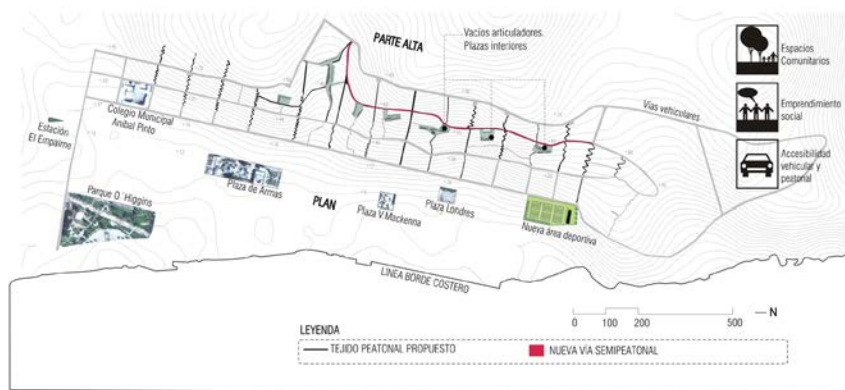 PARTE ALTA
Vacíos articuladores.
Plazas interiores
Espacios
Comunitarios
Vías vehiculares
Colegio Municipal
Anibal Pinto
Emprendimiento
social
Estación
El Empalme
Accesibilidad
vehicular y
peatonal
Plaza de Armas
Parque O´Higgins
PLAN
Plaza V Mackenna
Plaza Londres
Nueva área deportiva
LINEA BORDE COSTERO
0 100 200 500
N
LEYENDA
TEJIDO PEATONAL PROPUESTO
NUEVA VÍA SEMIPEATONAL